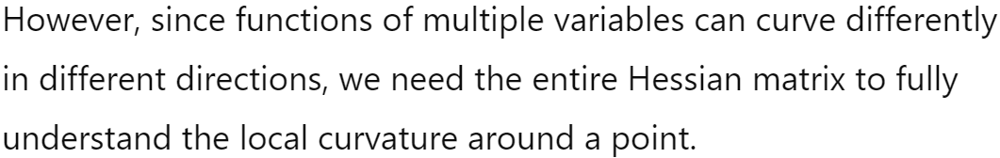 However, since functions of multiple variables can curve differently
in different directions, we need the entire Hessian matrix to fully
understand the local curvature around a point.